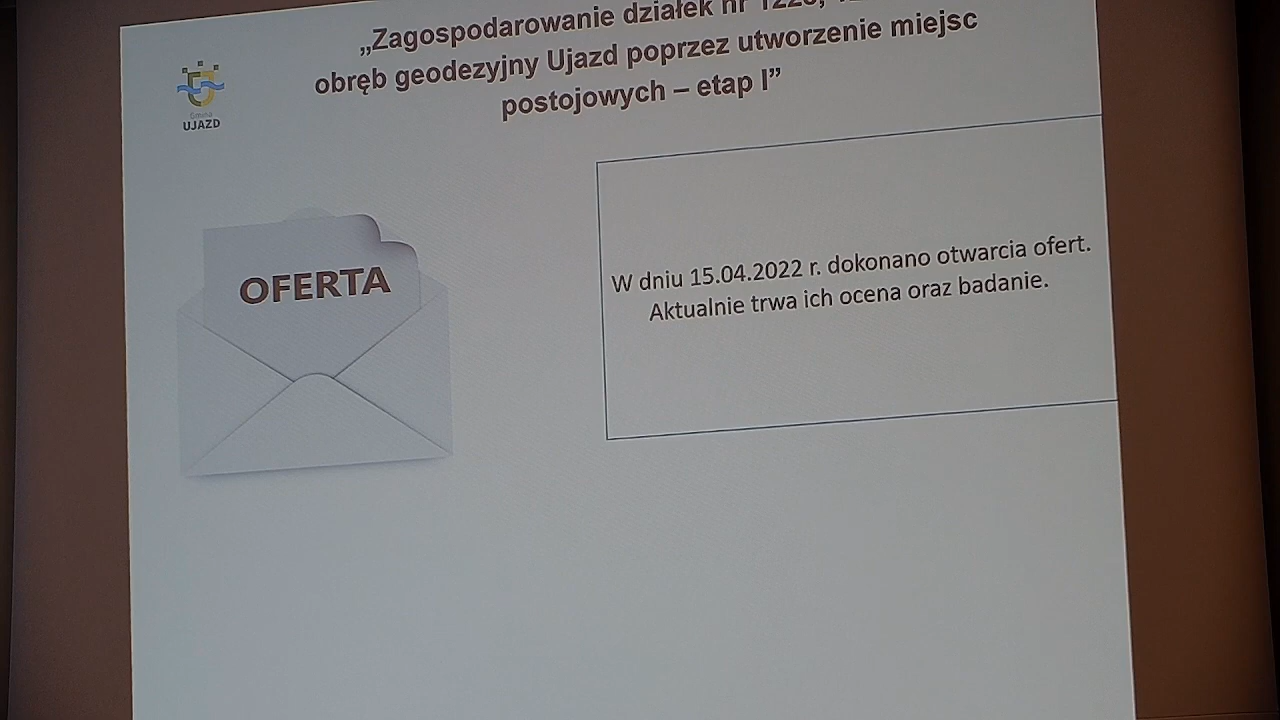 „Zagospodarowanie działek nr
obręb geodezyjny Ujazd poprzez utworzenie miejsc
postojowych – etap I”
Gmina
UJAZD
OFERTA
W dniu 15.04.2022 r. dokonano otwarcia ofert.
Aktualnie trwa ich ocena oraz badanie.